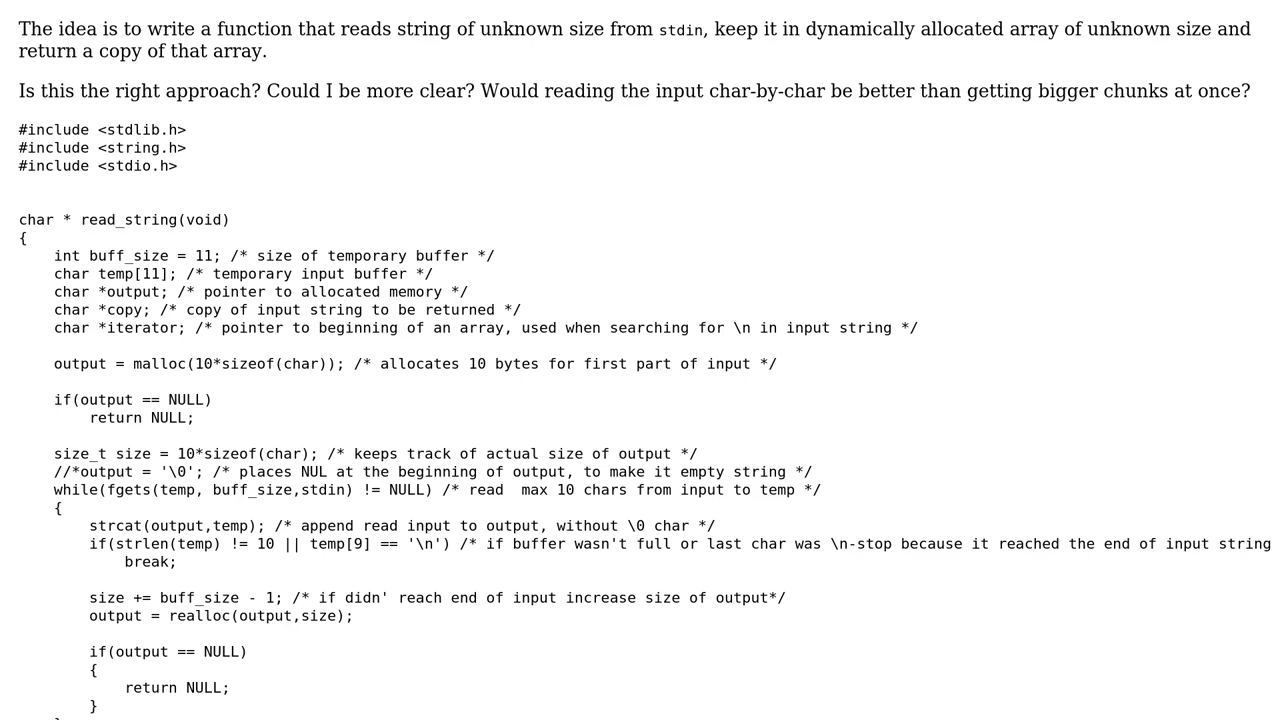 The idea is to write a function that reads string of unknown size from stdin, keep it in dynamically allocated array of unknown size and
return a copy of that array.
Is this the right approach? Could I be more clear? Would reading the input char-by-char be better than getting bigger chunks at once?
#include <stdlib.h>
#include <string.h>
#include <stdio.h>
char * read_string(void)
{
    int buff_size = 11; /* size of temporary buffer */
    char temp[11]; /* temporary input buffer */
    char *output; /* pointer to allocated memory */
    char *copy; /* copy of input string to be returned */
    char *iterator; /* pointer to beginning of an array, used when searching for \n in input string */
    output = malloc(10*sizeof(char)); /* allocates 10 bytes for first part of input */
    if(output == NULL)
        return NULL;
    size_t size = 10*sizeof(char); /* keeps track of actual size of output */
    //*output = '\0'; /* places NUL at the beginning of output, to make it empty string */
    while(fgets(temp, buff_size,stdin) != NULL) /* read  max 10 chars from input to temp */
    {
        strcat(output,temp); /* append read input to output, without \0 char */
        if(strlen(temp) != 10 || temp[9] == '\n') /* if buffer wasn't full or last char was \n-stop because it reached the end of input string
            break;
        size += buff_size - 1; /* if didn' reach end of input increase size of output*/
        output = realloc(output,size);
        if(output == NULL)
        {
            return NULL;
        }